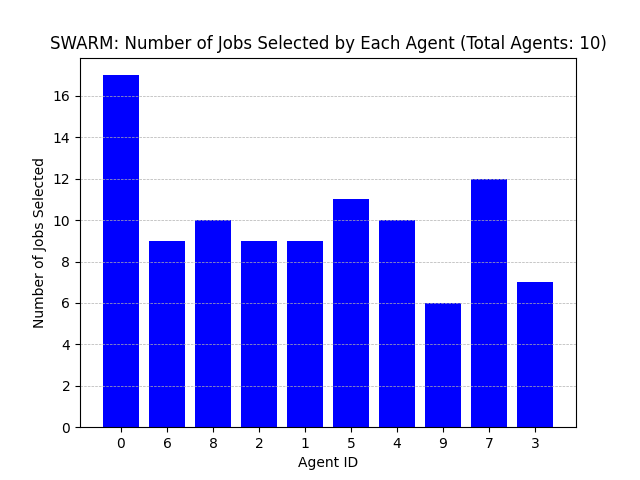 SWARM: Number of Jobs Selected by Each Agent (Total Agents: 10)
Number of Jobs Selected
16
14
12
10
8
6
4
2
0
0 6 8 2 1 5 4 9 7 3
Agent ID